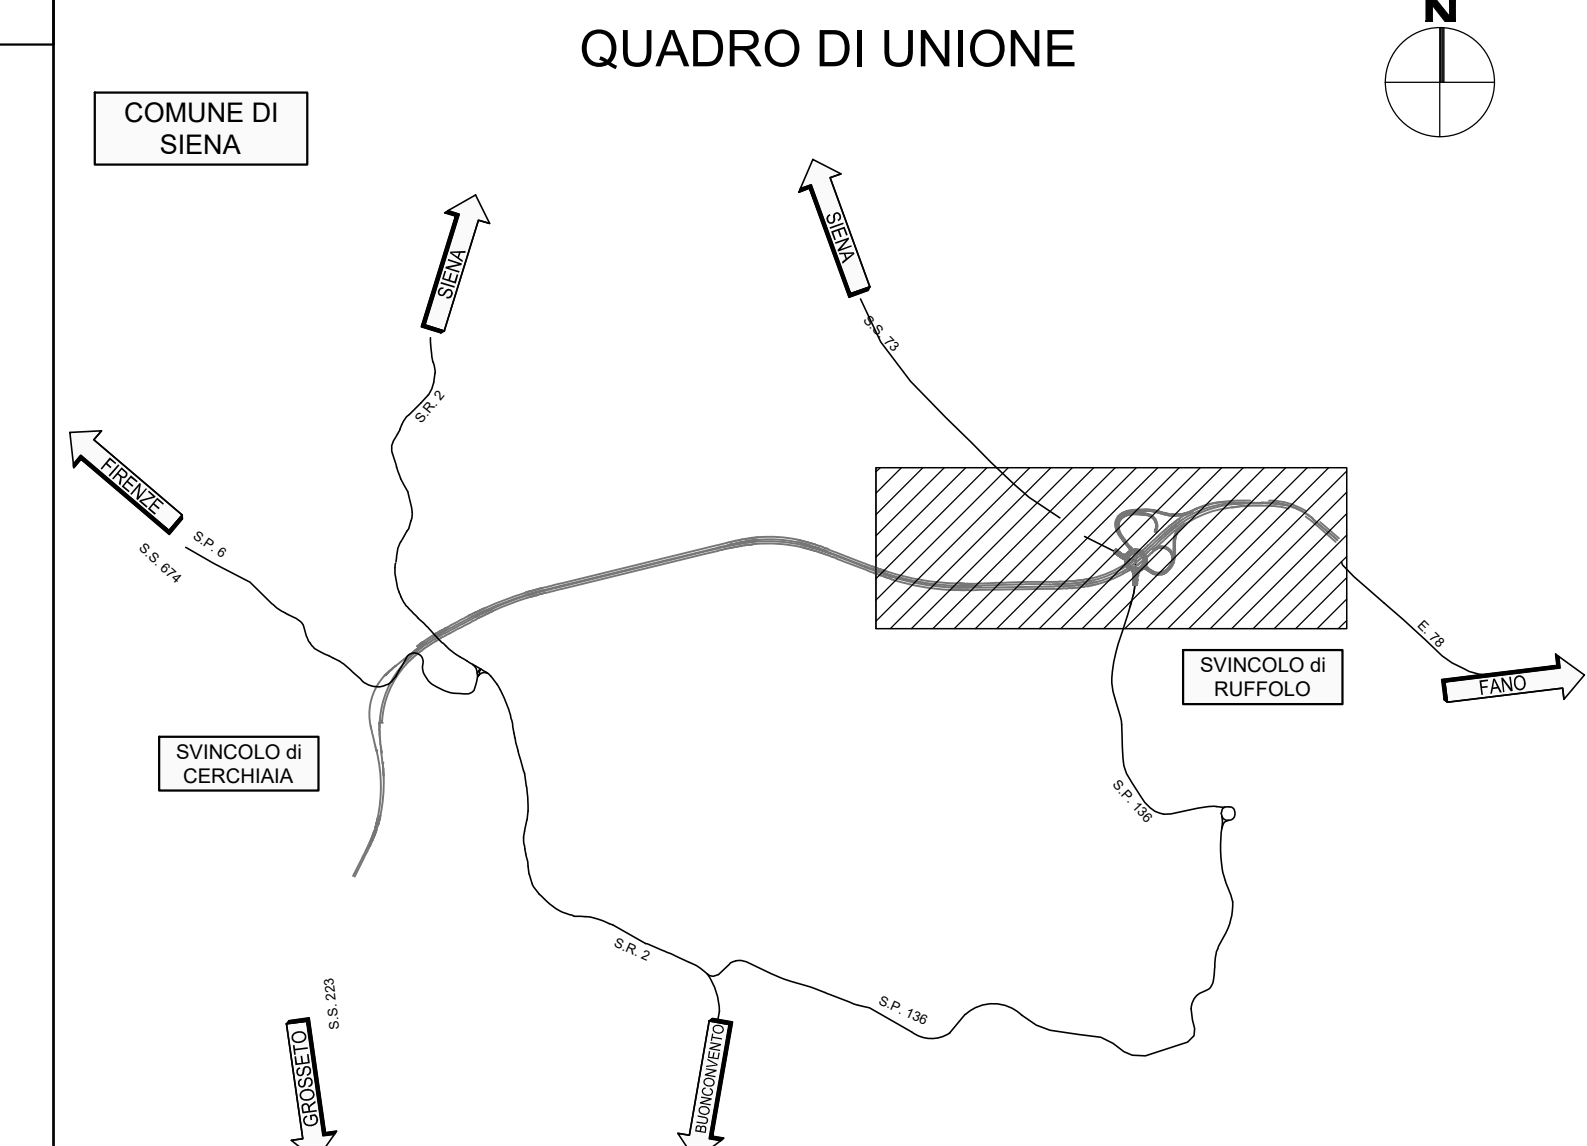 N
QUADRO DI UNIONE
COMUNE DI
SIENA
SIENA
SIENA
S.S. 73
S.R. 2
FIRENZE
S.P. 6
S.S. 674
E. 78
SVINCOLO di
RUFFOLO
FANO
SVINCOLO di
CERCHIAIA
S.P. 136
S.R. 2
S.P. 136
S.S. 223
GROSSETO
BUONCONVENTO